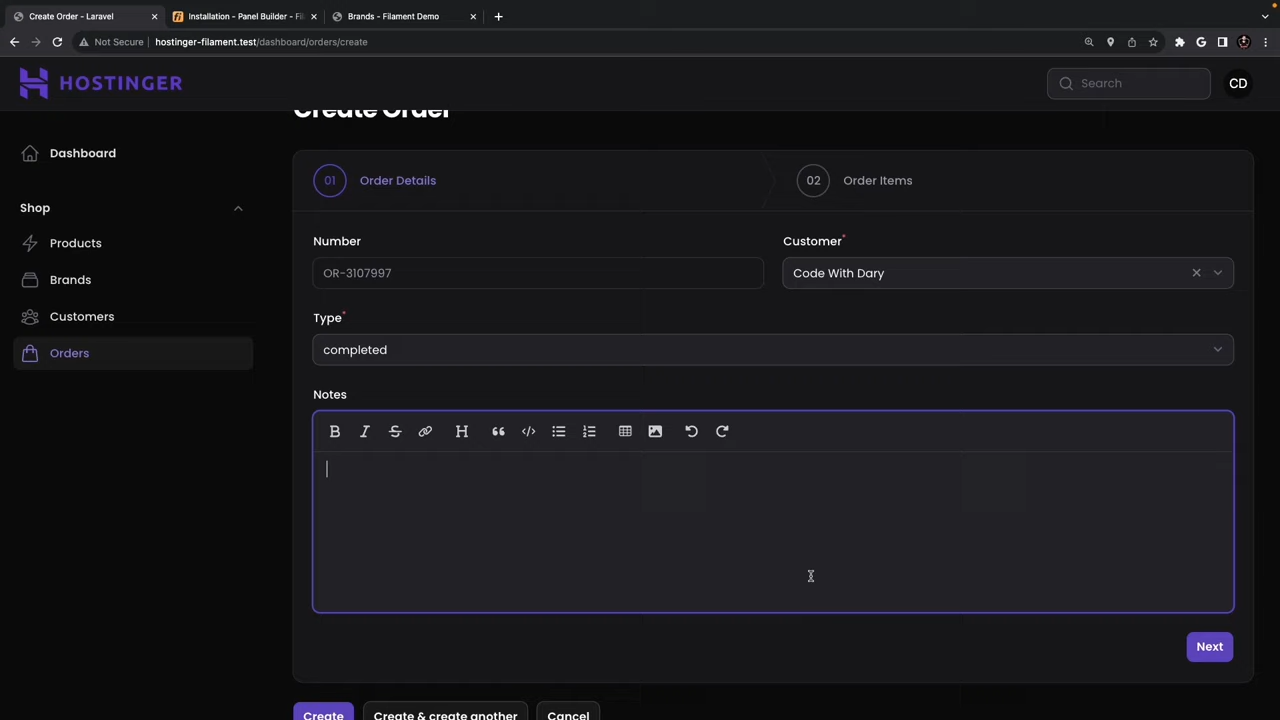 Create Order - Laravel
Installation - Panel Builder - Fil
Brands - Filament Demo
Not Secure
hostinger-filament.test/dashboard/orders/create
HOSTINGER
Search
CD
Create Order
Dashboard
01
Order Details
02
Order Items
Shop
Number
Customer*
Products
OR-3107997
Code With Dary
Brands
Customers
Type*
Orders
completed
Notes
B I S H
Next
Create
Create & create another
Cancel